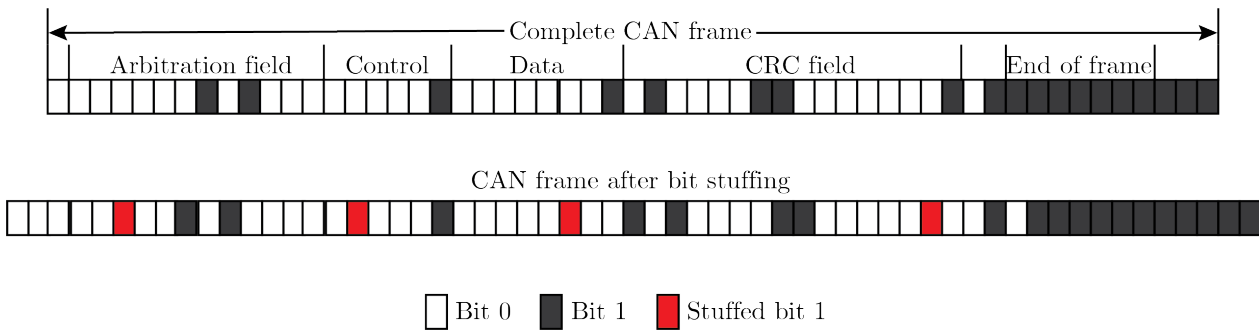 Complete CAN frame
Arbitration field Control Data CRC field End of frame
CAN frame after bit stuffing
Bit 0 Bit 1 Stuffed bit 1